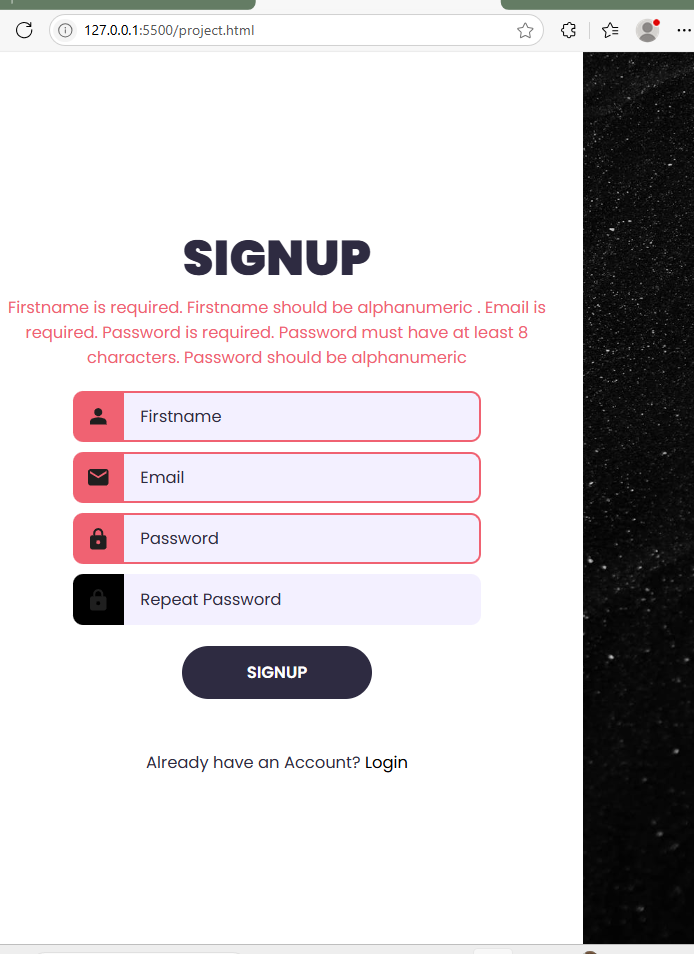 127.0.0.1:5500/project.html
SIGNUP
Firstname is required. Firstname should be alphanumeric . Email is
required. Password is required. Password must have at least 8
characters. Password should be alphanumeric
Firstname
Email
Password
Repeat Password
SIGNUP
Already have an Account? Login